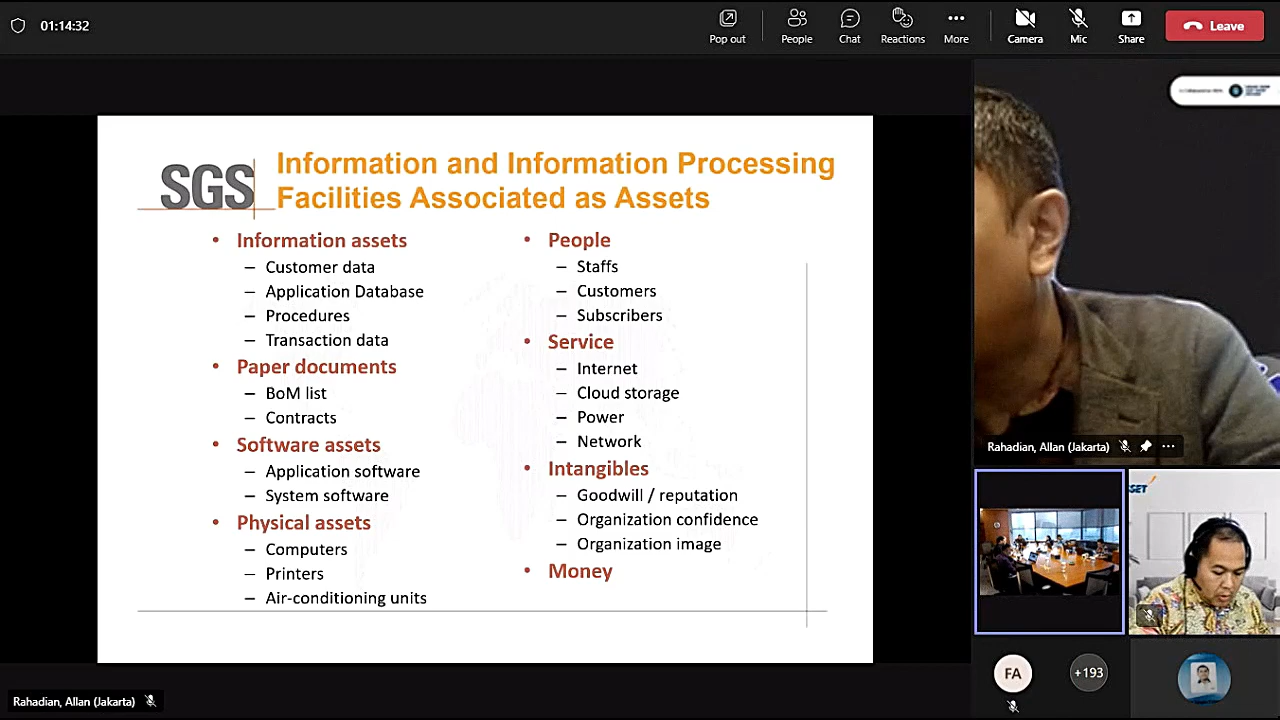 01:14:32
Pop out
People
Chat
Reactions
More
Camera
Mic
Share
Leave
SGS
Information and Information Processing
Facilities Associated as Assets
• Information assets
– Customer data
– Application Database
– Procedures
– Transaction data
• Paper documents
– BoM list
– Contracts
• Software assets
– Application software
– System software
• Physical assets
– Computers
– Printers
– Air-conditioning units
• People
– Staffs
– Customers
– Subscribers
• Service
– Internet
– Cloud storage
– Power
– Network
• Intangibles
– Goodwill / reputation
– Organization confidence
– Organization image
• Money
Rahadian, Allan (Jakarta)
FA
+193
Rahadian, Allan (Jakarta)